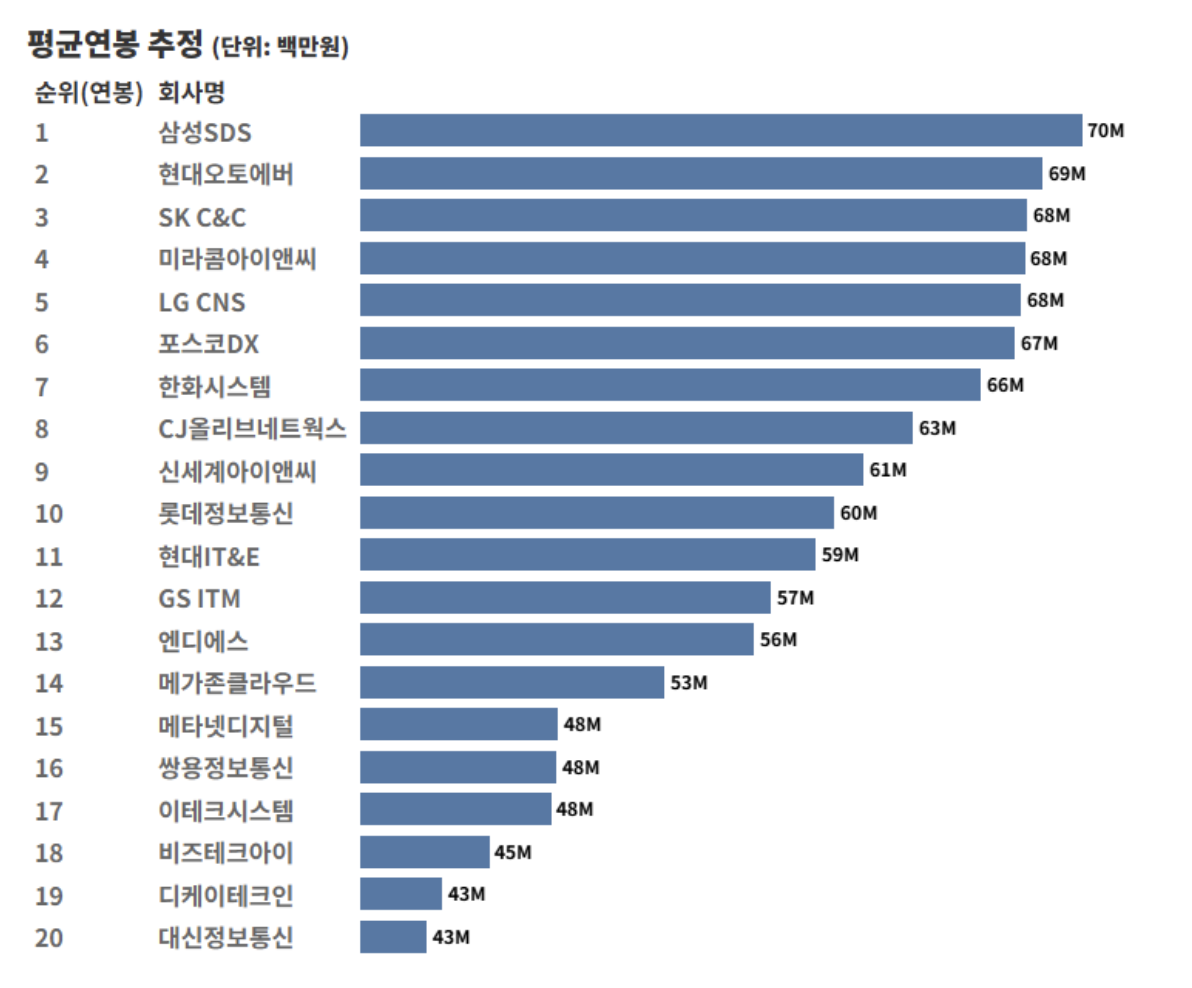 평균연봉 추정 (단위: 백만원)
순위(연봉) 회사명
1 삼성SDS 70M
2 현대오토에버 69M
3 SK C&C 68M
4 미라콤아이앤씨 68M
5 LG CNS 68M
6 포스코DX 67M
7 한화시스템 66M
8 CJ올리브네트웍스 63M
9 신세계아이앤씨 61M
10 롯데정보통신 60M
11 현대IT&E 59M
12 GS ITM 57M
13 엔디에스 56M
14 메가존클라우드 53M
15 메타넷디지털 48M
16 쌍용정보통신 48M
17 이테크시스템 48M
18 비즈테크아이 45M
19 디케이테크인 43M
20 대신정보통신 43M